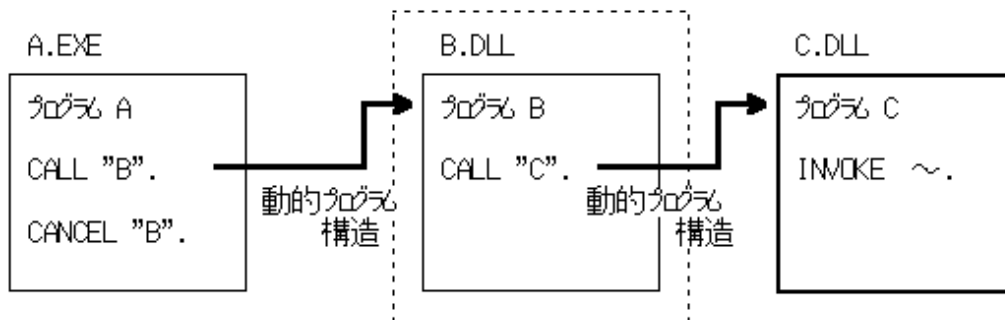 A.EXE
プログラム A
CALL "B".
CANCEL "B".
動的プログラム
構造
B.DLL
プログラム B
CALL "C".
動的プログラム
構造
C.DLL
プログラム C
INVOKE ～.